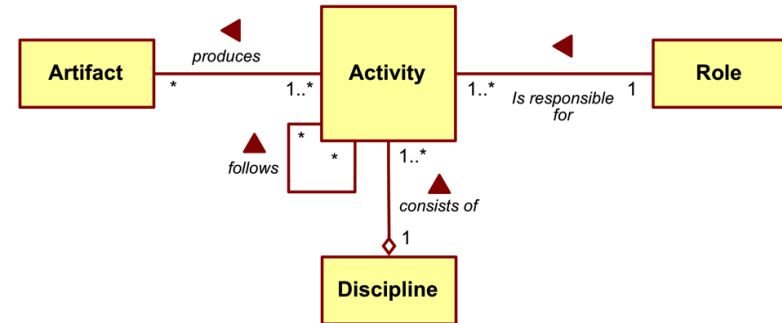 produces
Artifact
Activity
Role
*
1..*
1..*
Is responsible
for
1
*
*
follows
1..*
consists of
1
Discipline